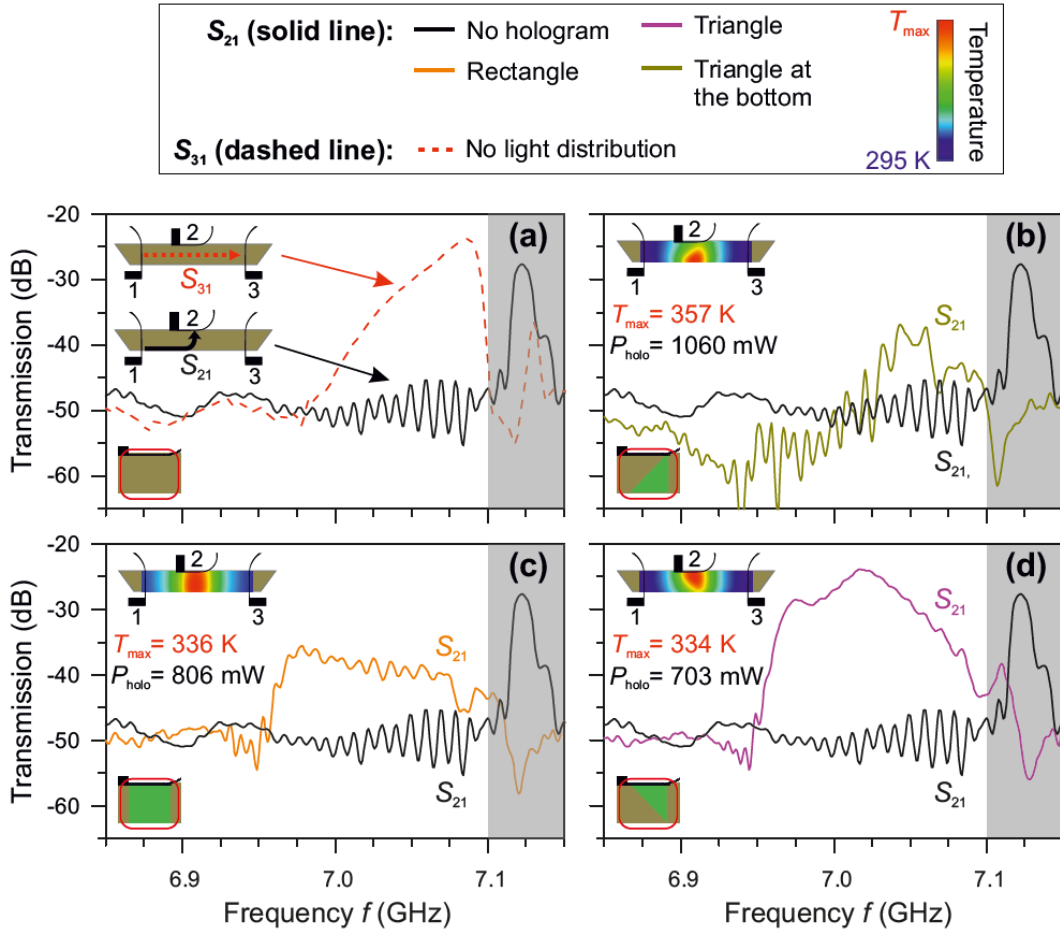 S21 (solid line):
No hologram
Triangle
Rectangle
Triangle at
the bottom
S31 (dashed line):
No light distribution
Tmax
295 K
Temperature
Transmission (dB)
-20
-30
-40
-50
-60
(a)
2
S31
1
3
2
S21
1
3
(b)
2
1
3
Tmax = 357 K
Pholo = 1060 mW
S21
S21,
Transmission (dB)
-20
-30
-40
-50
-60
(c)
2
1
3
Tmax = 336 K
Pholo = 806 mW
S21
S21
6.9
7.0
7.1
Frequency f (GHz)
(d)
2
1
3
Tmax = 334 K
Pholo = 703 mW
S21
S21
6.9
7.0
7.1
Frequency f (GHz)